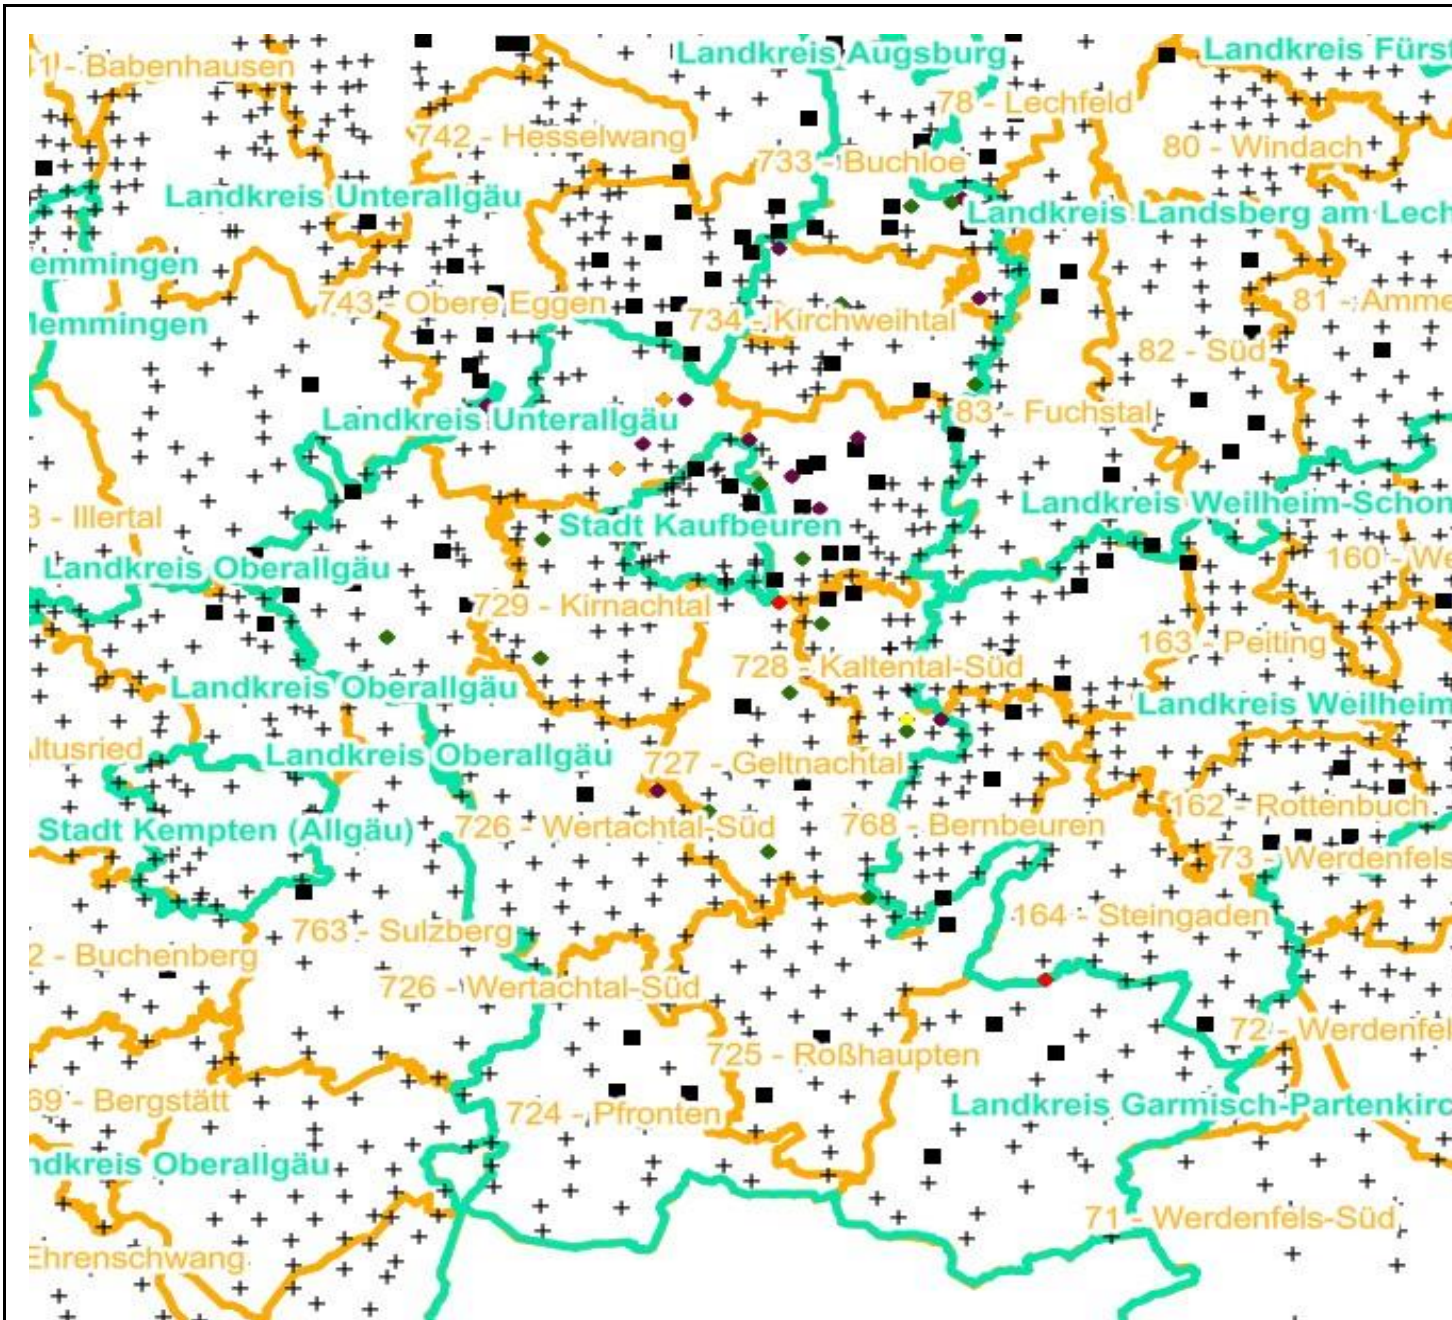 Landkreis Augsburg
Landkreis Fürs
41 - Babenhausen
78 - Lechfeld
742 - Hesselwang
80 - Windach
733 - Buchloe
Landkreis Unterallgäu
Landkreis Landsberg am Lech
emmingen
743 - Obere Eggen
81 - Amme
Memmingen
734 - Kirchweihtal
82 - Süd
83 - Fuchstal
Landkreis Unterallgäu
Landkreis Weilheim-Schon
3 - Illertal
Stadt Kaufbeuren
Landkreis Oberallgäu
160 - We
729 - Kirnachtal
163 - Peiting
728 - Kaltental-Süd
Landkreis Oberallgäu
Landkreis Weilheim
Altusried
Landkreis Oberallgäu
727 - Geltnachtal
162 - Rottenbuch
Stadt Kempten (Allgäu)
726 - Wertachtal-Süd
768 - Bernbeuren
73 - Werdenfels
164 - Steingaden
763 - Sulzberg
2 - Buchenberg
726 - Wertachtal-Süd
72 - Werdenfel
725 - Roßhaupten
69 - Bergstätt
724 - Pfronten
Landkreis Garmisch-Partenkirc
ndkreis Oberallgäu
71 - Werdenfels-Süd
Ehrenschwang